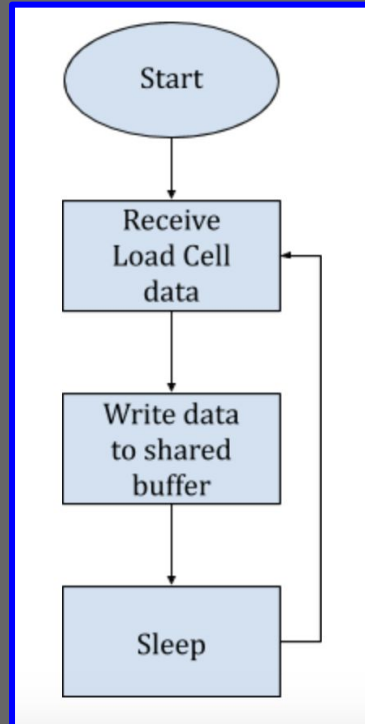 Start
Receive
Load Cell
data
Write data
to shared
buffer
Sleep